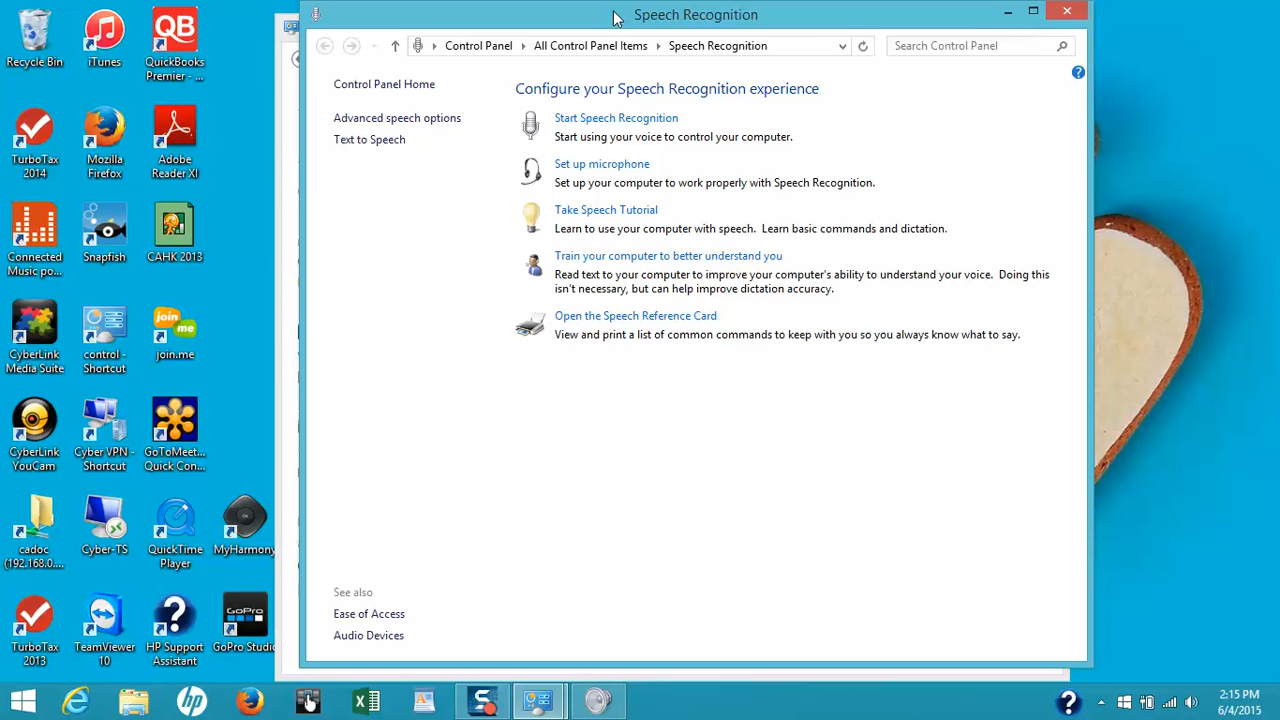 Speech Recognition
Control Panel
All Control Panel Items
Speech Recognition
Search Control Panel
Control Panel Home
Advanced speech options
Text to Speech
Configure your Speech Recognition experience
Start Speech Recognition
Start using your voice to control your computer.
Set up microphone
Set up your computer to work properly with Speech Recognition.
Take Speech Tutorial
Learn to use your computer with speech. Learn basic commands and dictation.
Train your computer to better understand you
Read text to your computer to improve your computer's ability to understand your voice. Doing this
isn't necessary, but can help improve dictation accuracy.
Open the Speech Reference Card
View and print a list of common commands to keep with you so you always know what to say.
See also
Ease of Access
Audio Devices
Recycle Bin
iTunes
QB
QuickBooks
Premier - ...
TurboTax
2014
Mozilla
Firefox
Adobe
Reader XI
Connected
Music po...
Snapfish
CAHK 2013
CyberLink
Media Suite
control -
Shortcut
join
me
join.me
CyberLink
YouCam
Cyber VPN -
Shortcut
GoToMeet...
Quick Con...
cadoc
(192.168.0....
Cyber-TS
QuickTime
Player
MyHarmony
TurboTax
2013
TeamViewer
10
HP Support
Assistant
GoPro
GoPro Studio
hp
2:15 PM
6/4/2015